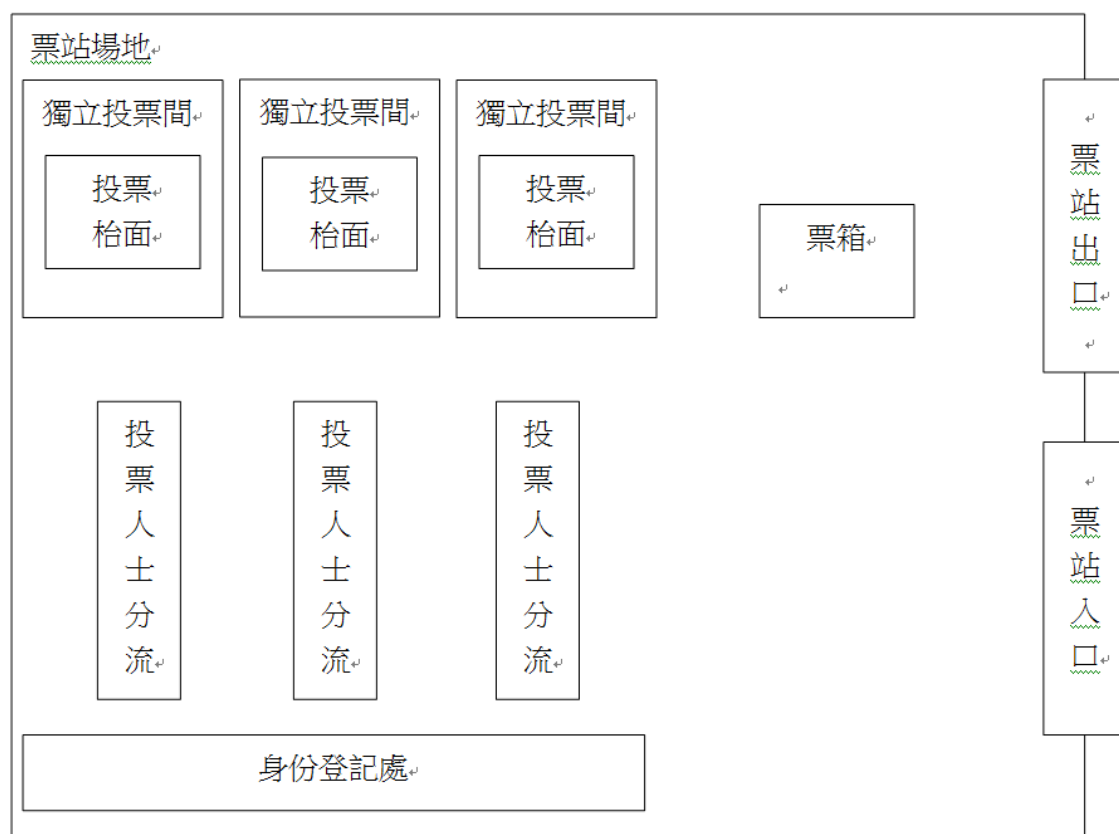 票站場地
獨立投票間
投票
枱面
獨立投票間
投票
枱面
獨立投票間
投票
枱面
票箱
票站出口
投票人士分流
投票人士分流
投票人士分流
票站入口
身份登記處